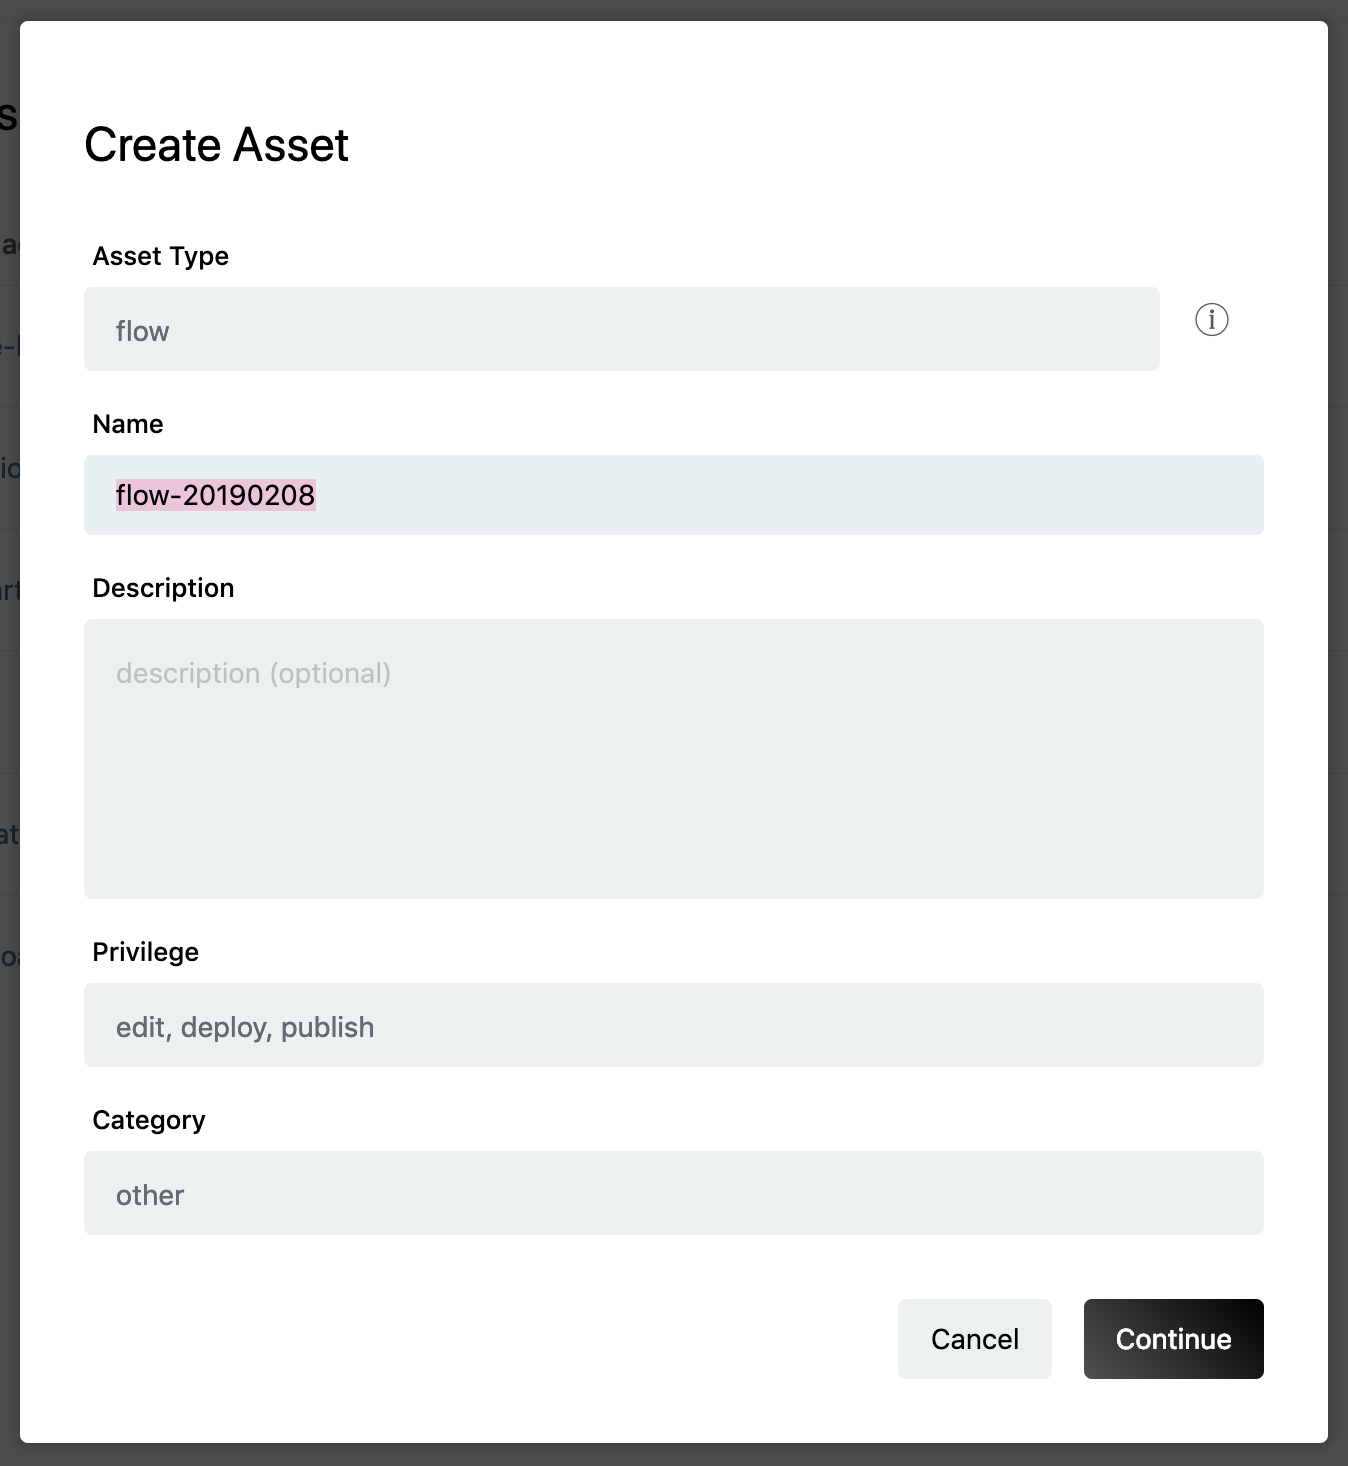 Create Asset
Asset Type
flow
i
Name
flow-20190208
Description
description (optional)
Privilege
edit, deploy, publish
Category
other
Cancel
Continue